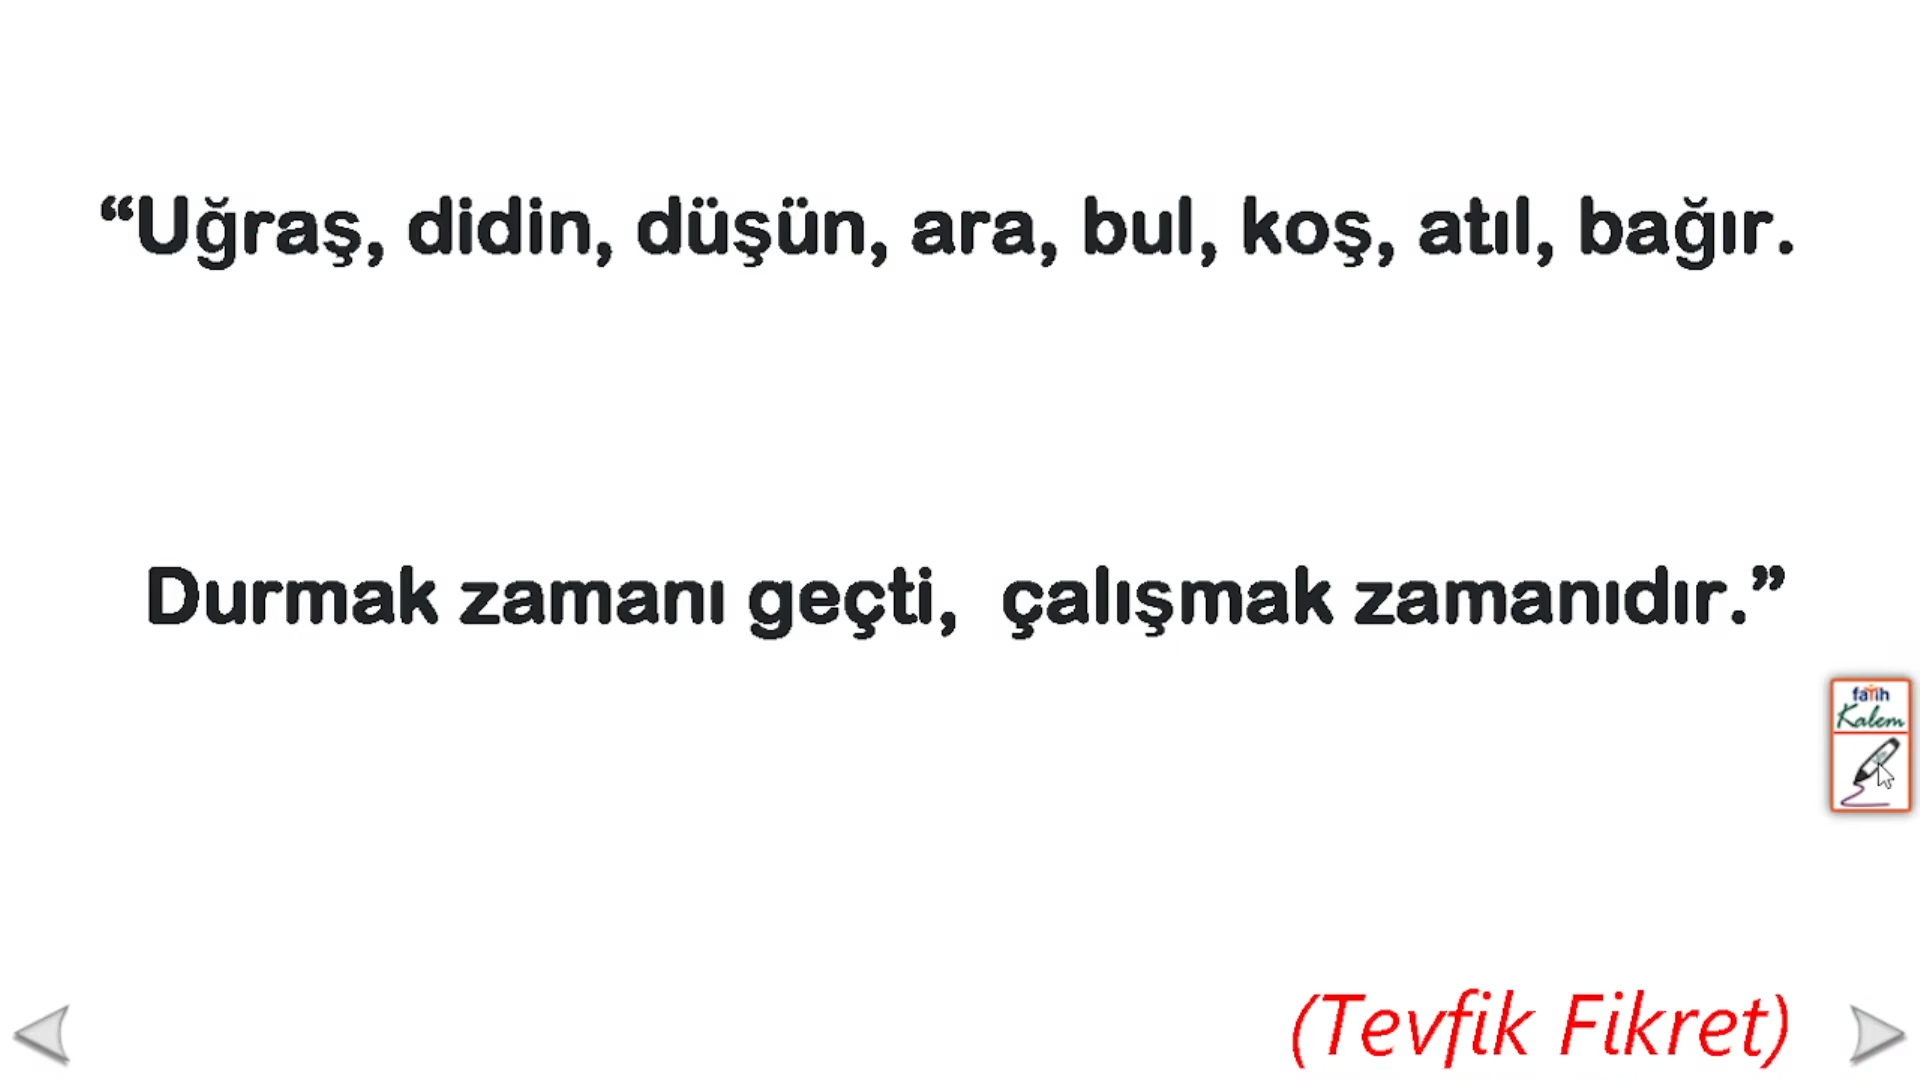 “Uğraş, didin, düşün, ara, bul, koş, atıl, bağır.
Durmak zamanı geçti,  çalışmak zamanıdır.”
fatih
Kalem
(Tevfik Fikret)